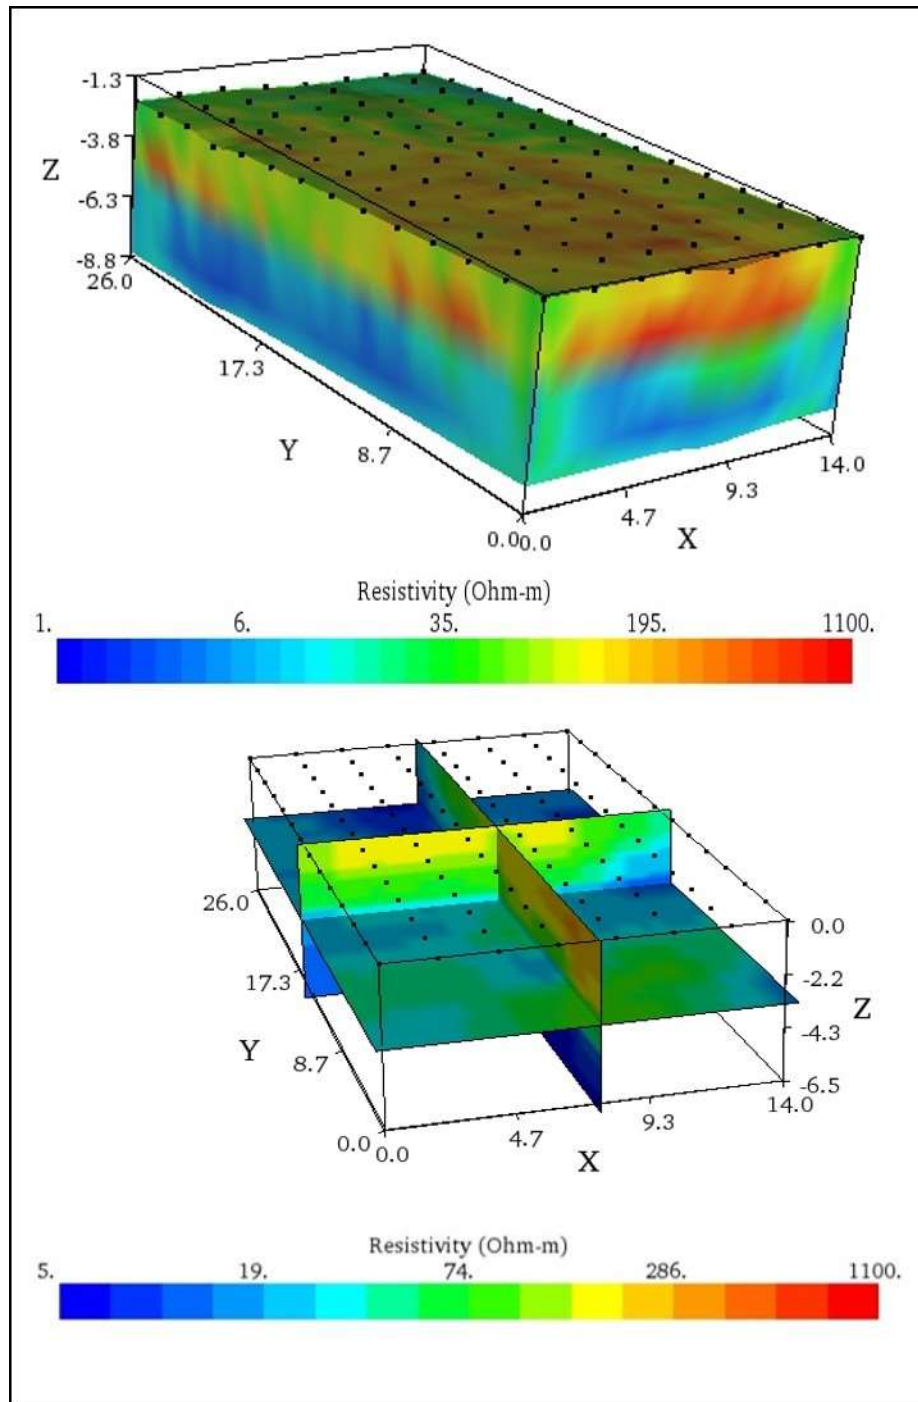 -1.3
-3.8
Z
-6.3
-8.8
26.0
17.3
Y
8.7
0.0 0.0
4.7
X
9.3
14.0
Resistivity (Ohm-m)
1. 6. 35. 195. 1100.
26.0
17.3
Y
8.7
0.0 0.0
4.7
X
9.3
14.0
0.0
-2.2
Z
-4.3
-6.5
Resistivity (Ohm-m)
5. 19. 74. 286. 1100.